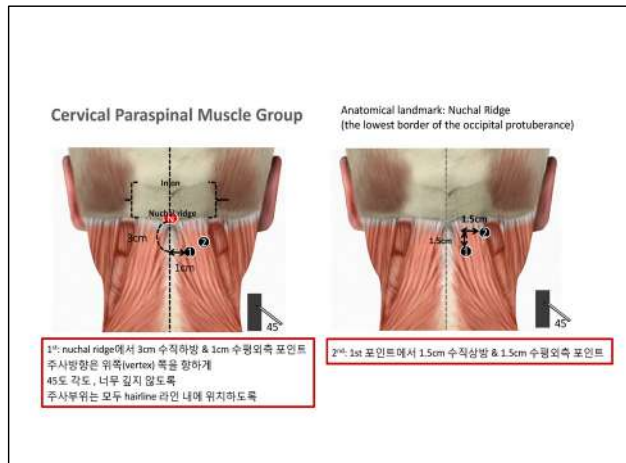 Cervical Paraspinal Muscle Group
Anatomical landmark: Nuchal Ridge
(the lowest border of the occipital protuberance)
Inion
Nuchal ridge
3cm
1
2
1cm
45°
1.5cm
2
1.5cm
1
45°
1st: nuchal ridge에서 3cm 수직하방 & 1cm 수평외측 포인트
주사방향은 위쪽(vertex) 쪽을 향하게
45도 각도, 너무 깊지 않도록
주사부위는 모두 hairline 라인 내에 위치하도록
2nd: 1st 포인트에서 1.5cm 수직상방 & 1.5cm 수평외측 포인트